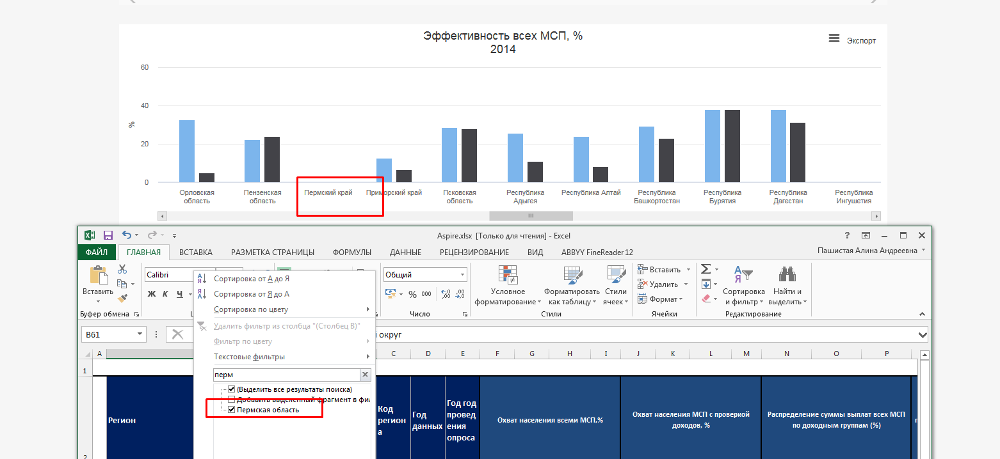 Эффективность всех МСП, %
2014
Экспорт
60
40
20
0
%
Орловская область
Пензенская область
Пермский край
Приморский край
Псковская область
Республика Адыгея
Республика Алтай
Республика Башкортостан
Республика Бурятия
Республика Дагестан
Республика Ингушетия
Aspire.xlsx [Только для чтения] - Excel
?
ФАЙЛ ГЛАВНАЯ ВСТАВКА РАЗМЕТКА СТРАНИЦЫ ФОРМУЛЫ ДАННЫЕ РЕЦЕНЗИРОВАНИЕ ВИД ABBYY FineReader 12
Пашистая Алина Андреевна
Вставить
Буфер обмена
Calibri
Ж К Ч
Общий
% 000
Число
Условное форматирование
Форматировать как таблицу
Стили ячеек
Стили
Вставить
Удалить
Формат
Ячейки
Сортировка и фильтр
Найти и выделить
Редактирование
B61
округ
Сортировка от А до Я
Сортировка от Я до А
Сортировка по цвету
Удалить фильтр из столбца "(Столбец B)"
Фильтр по цвету
Текстовые фильтры
перм
(Выделить все результаты поиска)
Добавить выделенный фрагмент в фил
Пермская область
A C D E F G H I J K L M N O P
1
2
Регион
Код
регион
а
Год
данных
Год год
провед
ения
опроса
Охват населения всеми МСП,%
Охват населения МСП с проверкой
доходов, %
Распределение суммы выплат всех МСП
по доходным группам (%)